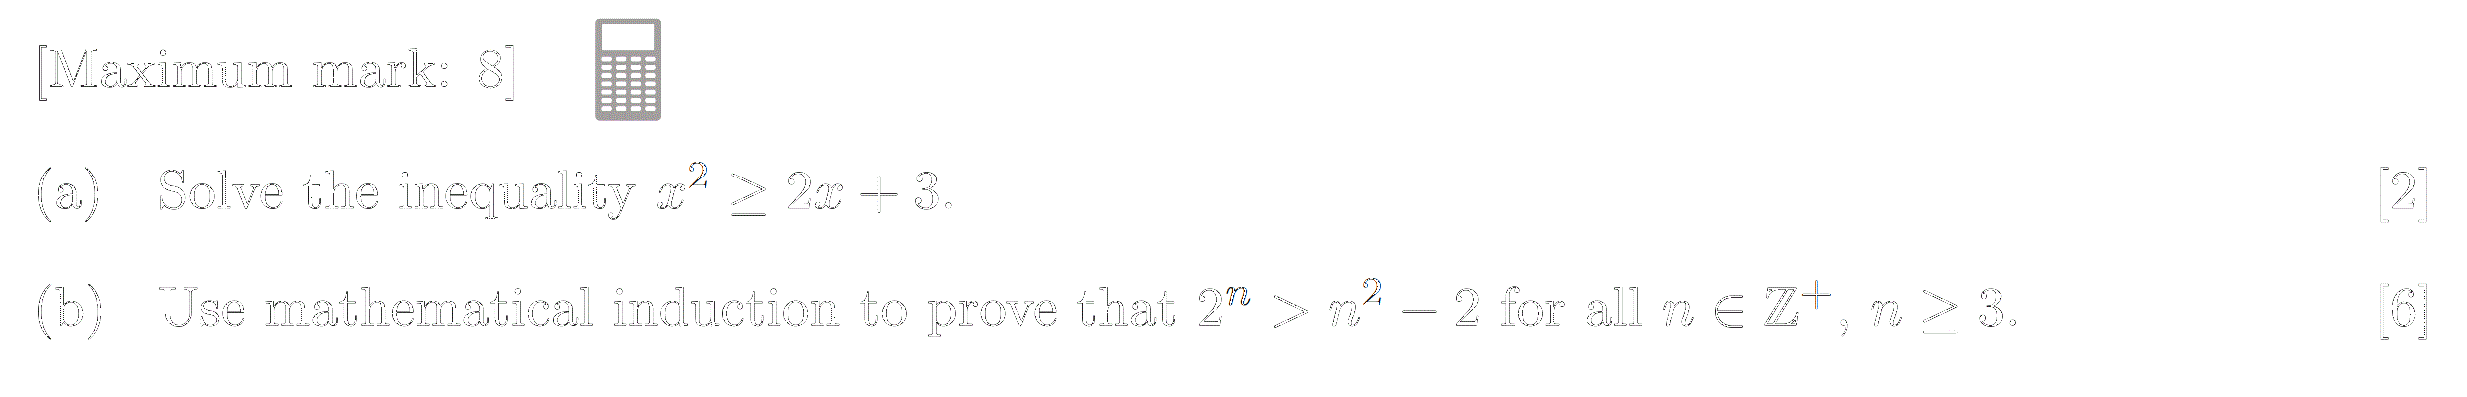 [Maximum mark: 8]
(a) Solve the inequality x² ≥ 2x + 3. [2]
(b) Use mathematical induction to prove that 2ⁿ > n² − 2 for all n ∈ ℤ⁺, n ≥ 3. [6]